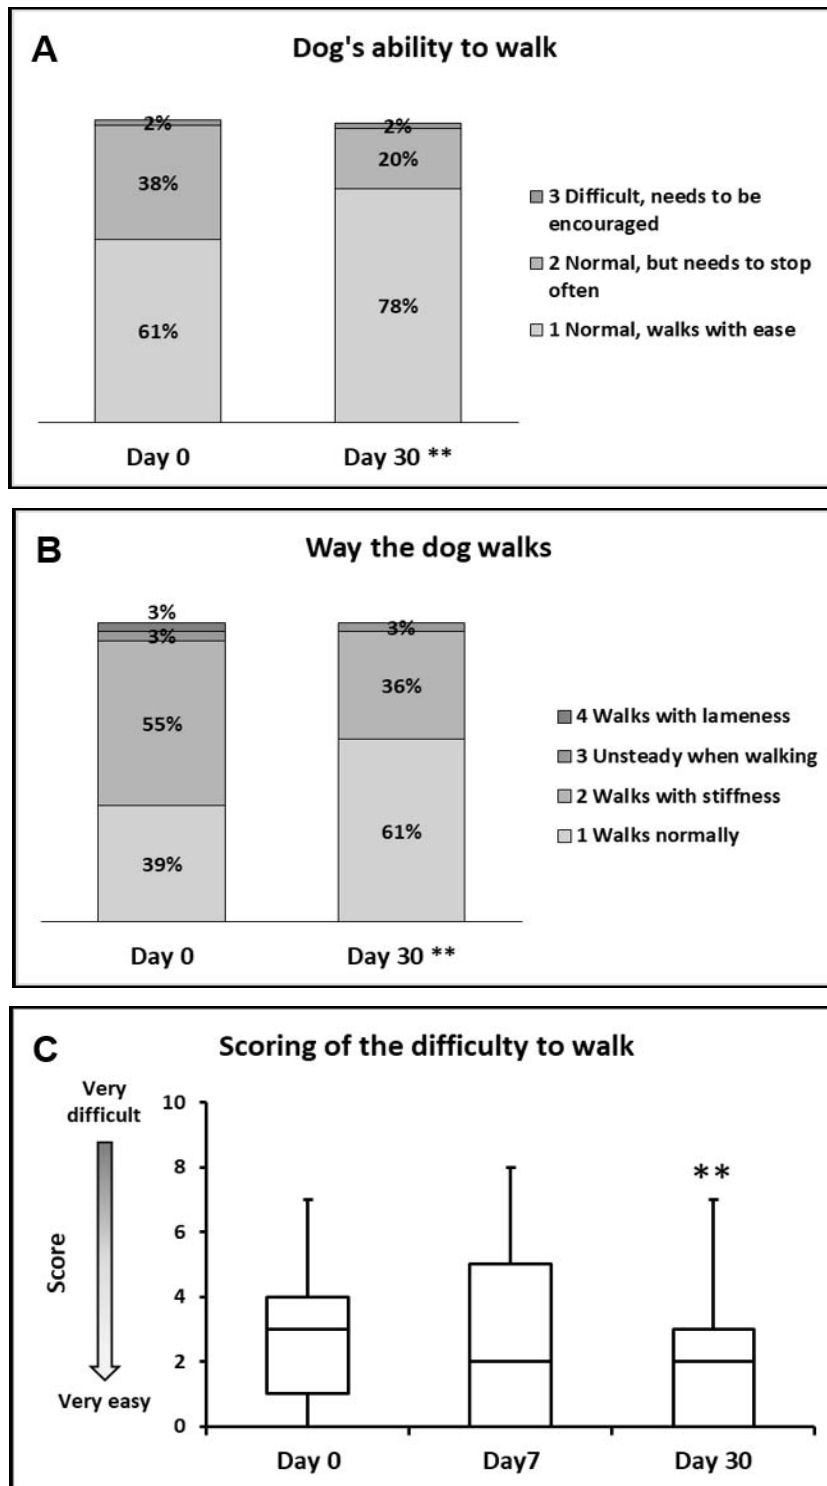 A
Dog's ability to walk
2%
38%
61%
Day 0
2%
20%
78%
Day 30 **
3 Difficult, needs to be
encouraged
2 Normal, but needs to stop
often
1 Normal, walks with ease
B
Way the dog walks
3%
3%
55%
39%
Day 0
3%
36%
61%
Day 30 **
4 Walks with lameness
3 Unsteady when walking
2 Walks with stiffness
1 Walks normally
C
Scoring of the difficulty to walk
Very
difficult
Score
Very easy
10
8
6
4
2
0
**
Day 0
Day7
Day 30